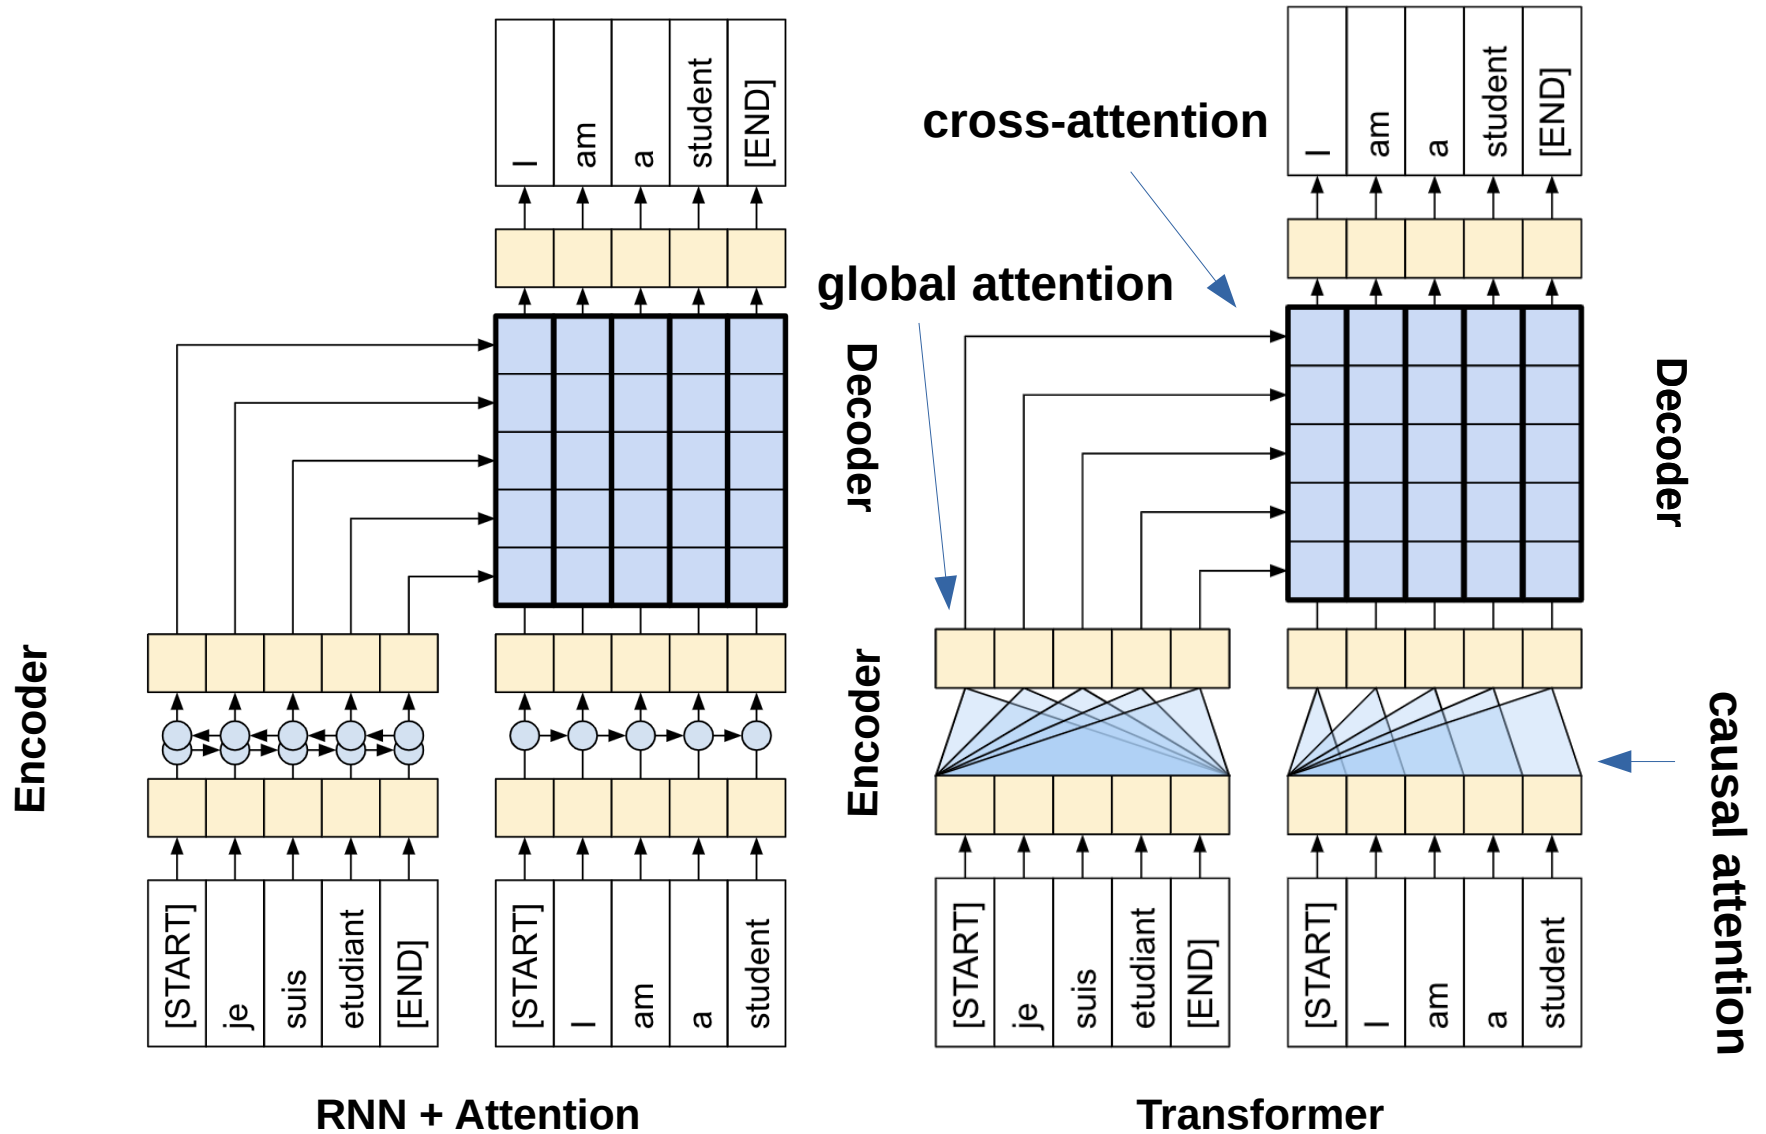 I
am
a
student
[END]
Decoder
Encoder
[START]
je
suis
etudiant
[END]
[START]
I
am
a
student
RNN + Attention
cross-attention
global attention
I
am
a
student
[END]
Decoder
Encoder
causal attention
[START]
je
suis
etudiant
[END]
[START]
I
am
a
student
Transformer